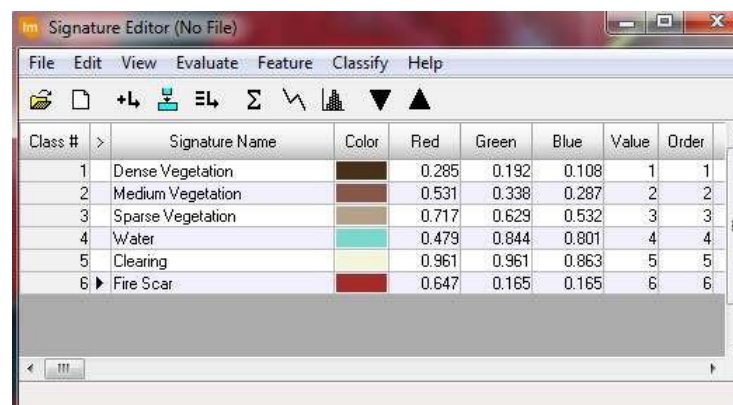 Im Signature Editor (No File)
File Edit View Evaluate Feature Classify Help
Class # > Signature Name Color Red Green Blue Value Order
1 Dense Vegetation 0.285 0.192 0.108 1 1
2 Medium Vegetation 0.531 0.338 0.287 2 2
3 Sparse Vegetation 0.717 0.629 0.532 3 3
4 Water 0.479 0.844 0.801 4 4
5 Clearing 0.961 0.961 0.863 5 5
6 Fire Scar 0.647 0.165 0.165 6 6